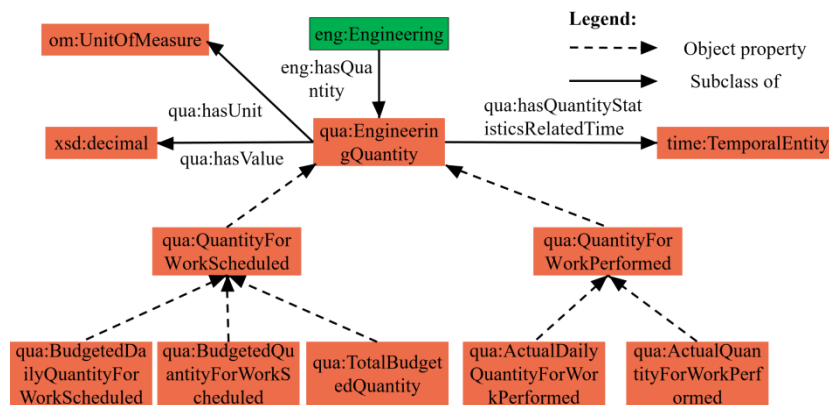 om:UnitOfMeasure
eng:Engineering
Legend:
Object property
Subclass of
eng:hasQua
ntity
qua:hasUnit
qua:hasQuantityStat
isticsRelatedTime
xsd:decimal
qua:hasValue
qua:Engineerin
gQuantity
time:TemporalEntity
qua:QuantityFor
WorkScheduled
qua:QuantityFor
WorkPerformed
qua:BudgetedDa
ilyQuantityFor
WorkScheduled
qua:BudgetedQu
antityForWorkS
cheduled
qua:TotalBudget
edQuantity
qua:ActualDaily
QuantityForWor
kPerformed
qua:ActualQuan
tityForWorkPerf
ormed